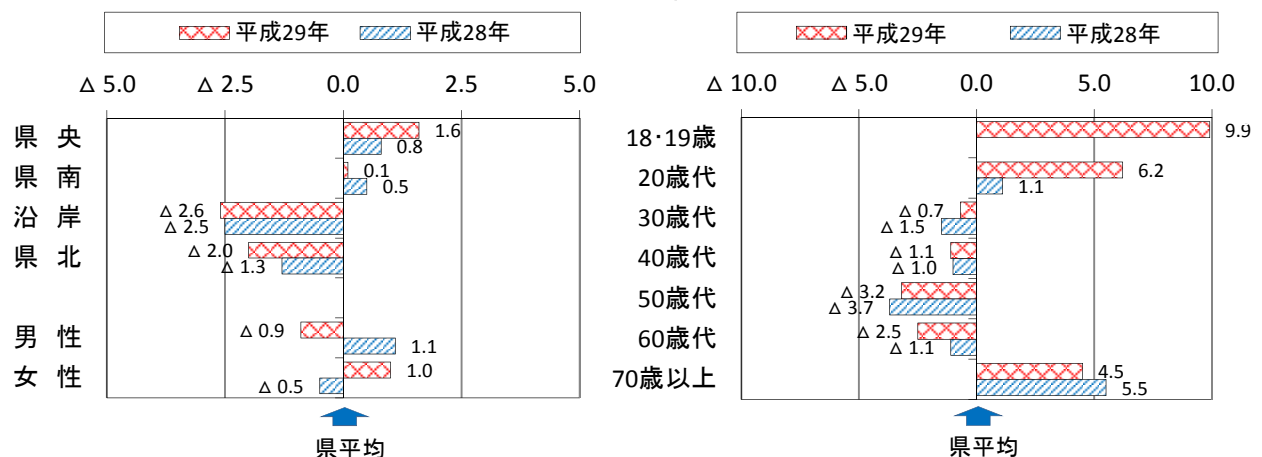 平成29年 平成28年
△ 5.0 △ 2.5 0.0 2.5 5.0
県 央 1.6
0.8
県 南 0.1
0.5
沿 岸 △ 2.6
△ 2.5
県 北 △ 2.0
△ 1.3
男 性 △ 0.9
1.1
女 性 1.0
△ 0.5
県平均
平成29年 平成28年
△ 10.0 △ 5.0 0.0 5.0 10.0
18･19歳 9.9
20歳代 6.2
1.1
30歳代 △ 0.7
△ 1.5
40歳代 △ 1.1
△ 1.0
50歳代 △ 3.2
△ 3.7
60歳代 △ 2.5
△ 1.1
70歳以上 4.5
5.5
県平均